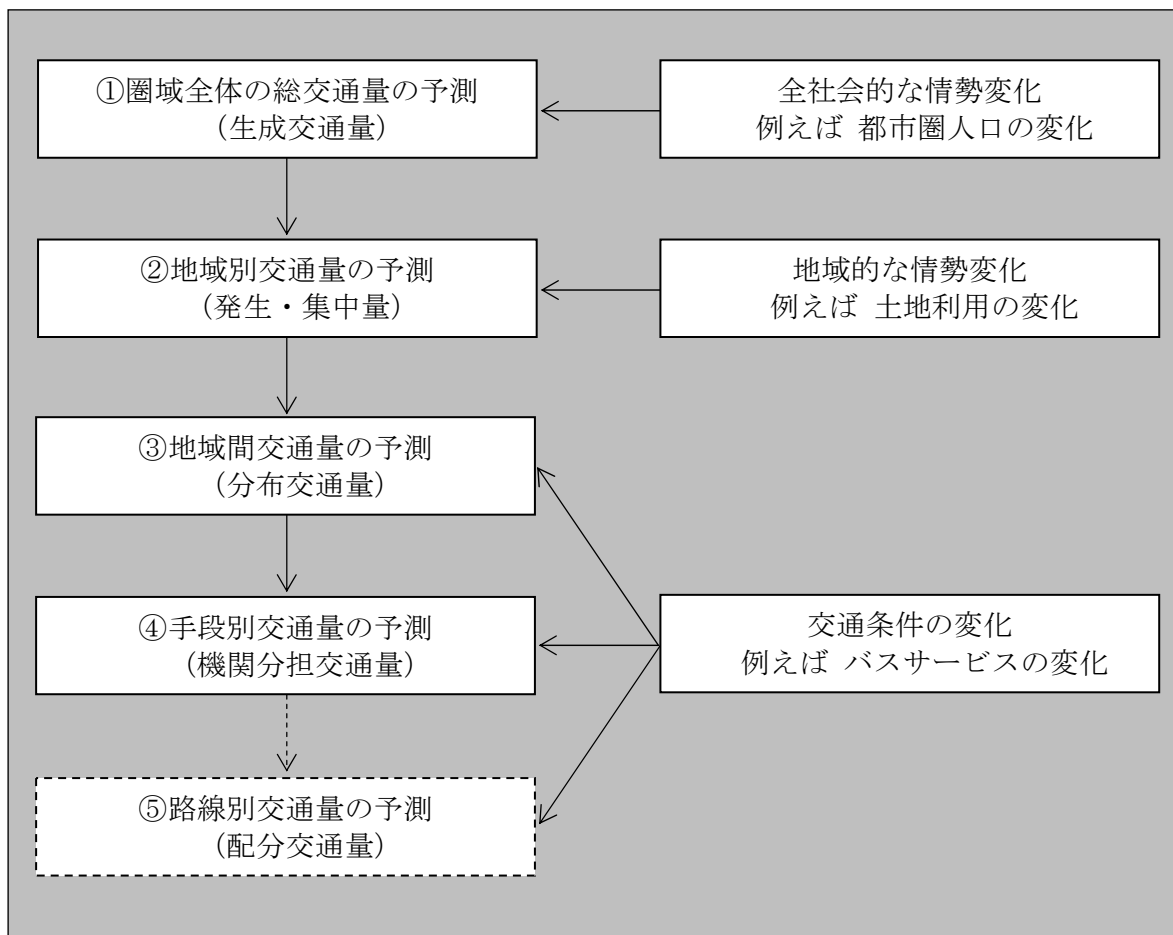 ①圏域全体の総交通量の予測
（生成交通量）
全社会的な情勢変化
例えば 都市圏人口の変化
②地域別交通量の予測
（発生・集中量）
地域的な情勢変化
例えば 土地利用の変化
③地域間交通量の予測
（分布交通量）
④手段別交通量の予測
（機関分担交通量）
交通条件の変化
例えば バスサービスの変化
⑤路線別交通量の予測
（配分交通量）